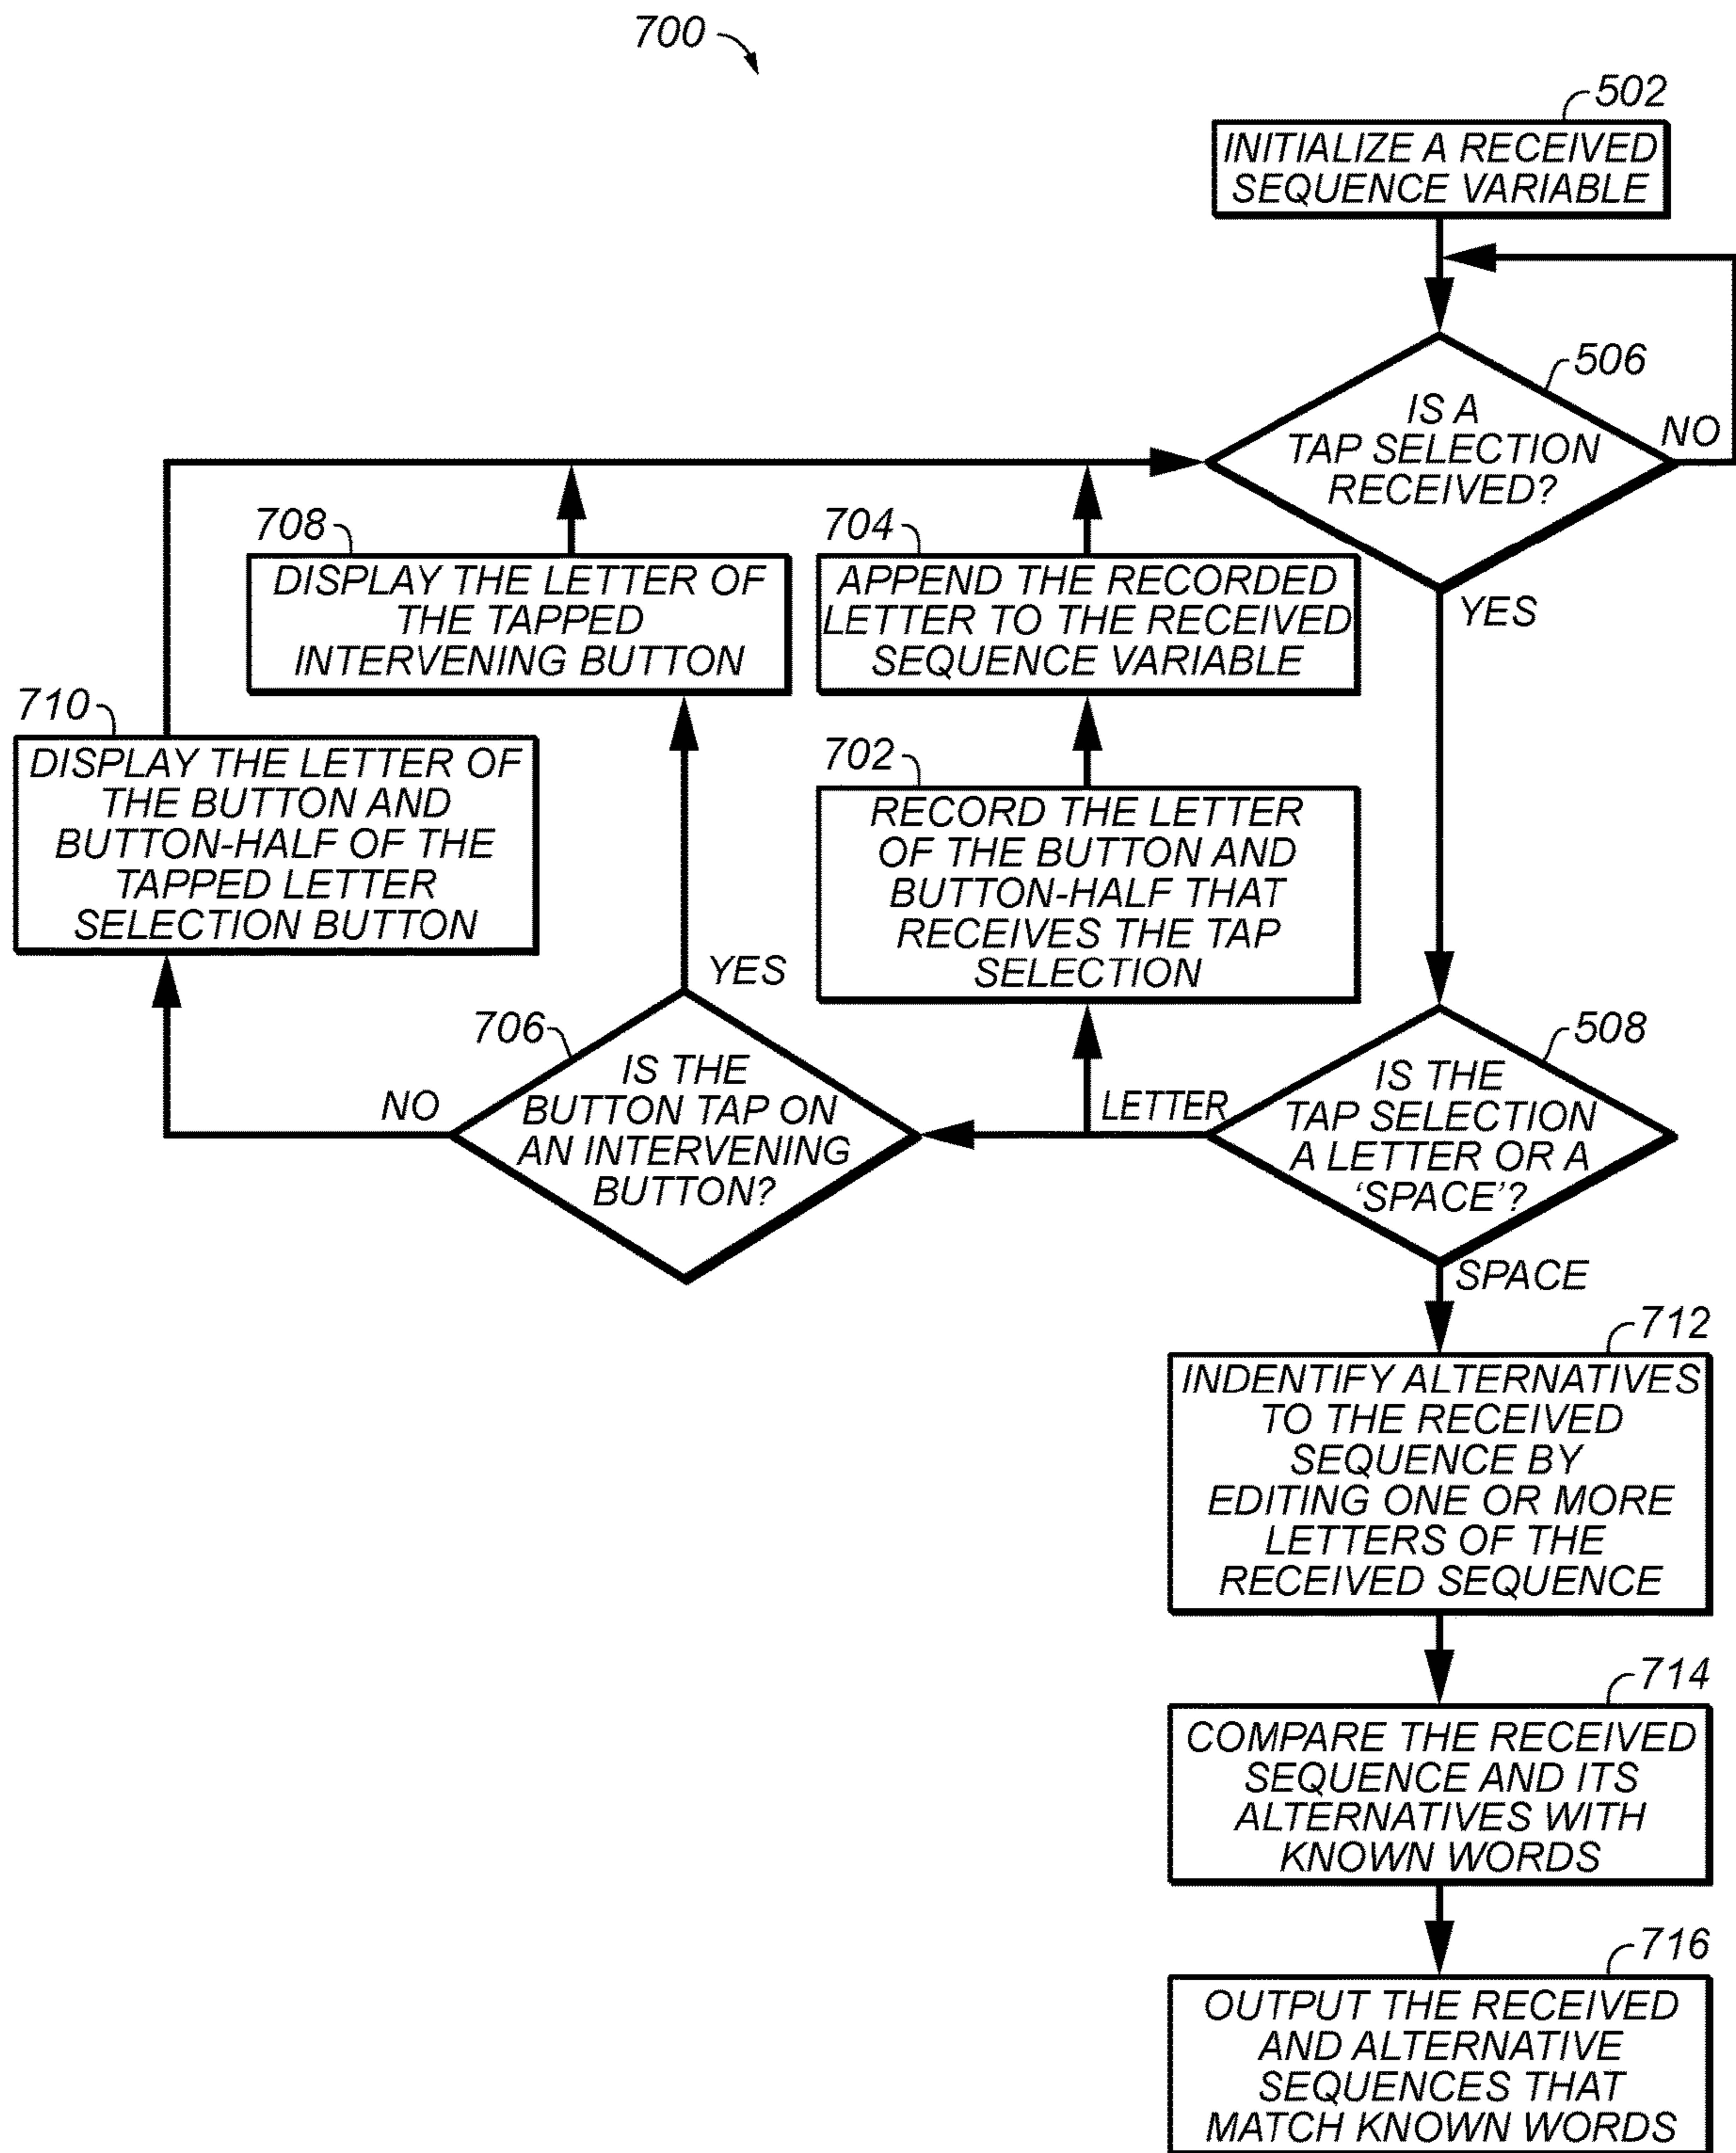 700
502
INITIALIZE A RECEIVED
SEQUENCE VARIABLE
506
IS A
TAP SELECTION
RECEIVED?
NO
YES
708
DISPLAY THE LETTER OF
THE TAPPED
INTERVENING BUTTON
704
APPEND THE RECORDED
LETTER TO THE RECEIVED
SEQUENCE VARIABLE
710
DISPLAY THE LETTER OF
THE BUTTON AND
BUTTON-HALF OF THE
TAPPED LETTER
SELECTION BUTTON
702
RECORD THE LETTER
OF THE BUTTON AND
BUTTON-HALF THAT
RECEIVES THE TAP
SELECTION
YES
706
IS THE
BUTTON TAP ON
AN INTERVENING
BUTTON?
NO
LETTER
508
IS THE
TAP SELECTION
A LETTER OR A
‘SPACE’?
SPACE
712
INDENTIFY ALTERNATIVES
TO THE RECEIVED
SEQUENCE BY
EDITING ONE OR MORE
LETTERS OF THE
RECEIVED SEQUENCE
714
COMPARE THE RECEIVED
SEQUENCE AND ITS
ALTERNATIVES WITH
KNOWN WORDS
716
OUTPUT THE RECEIVED
AND ALTERNATIVE
SEQUENCES THAT
MATCH KNOWN WORDS